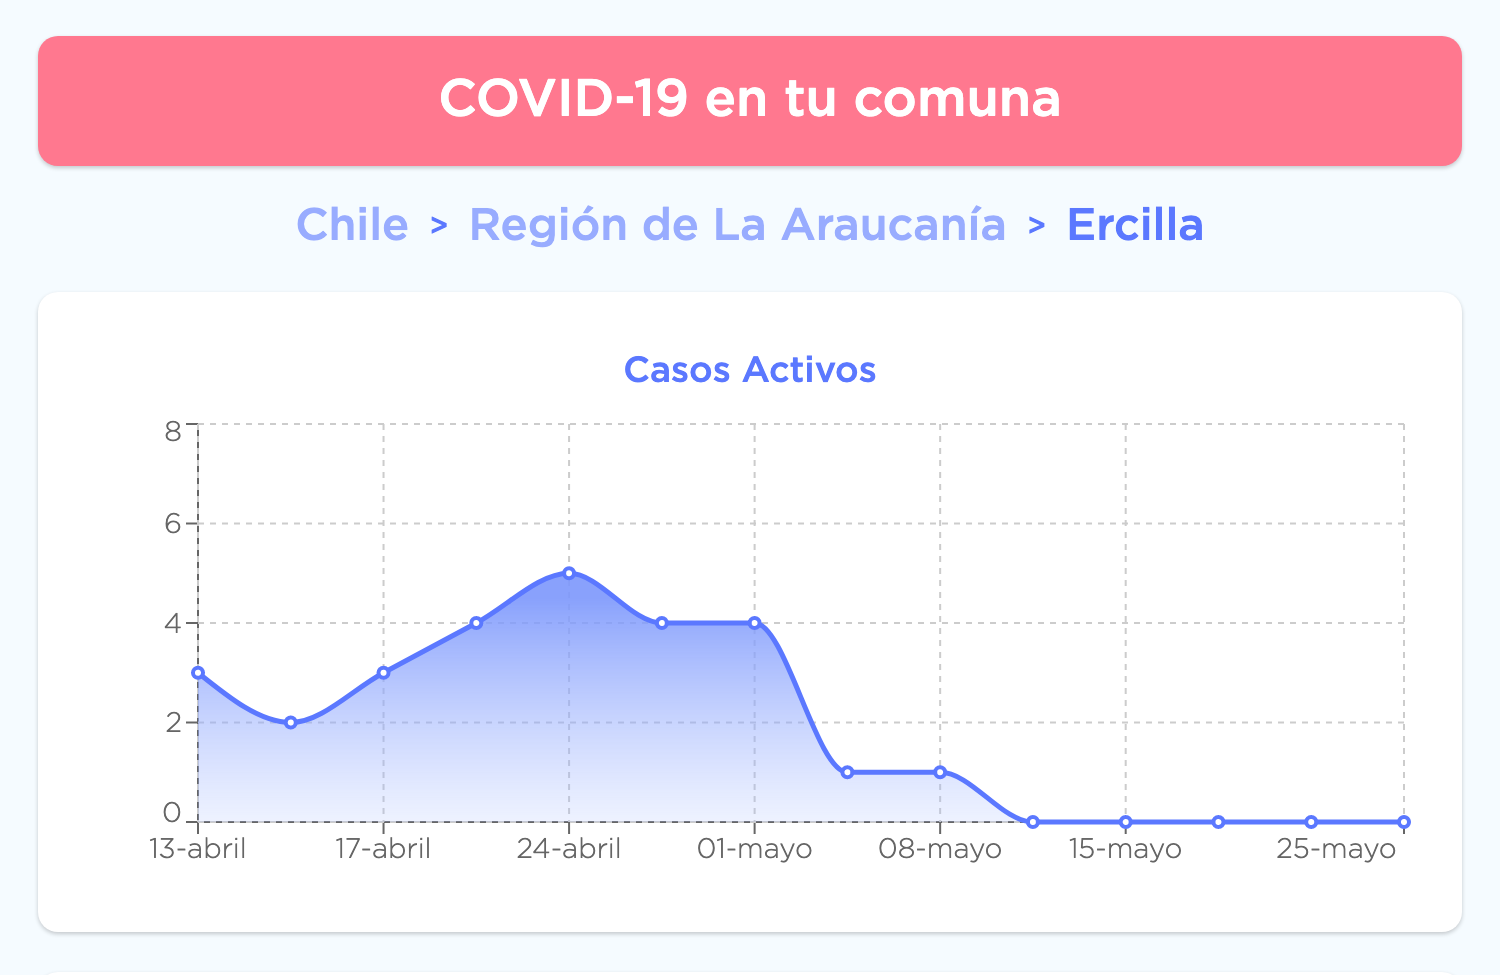 COVID-19 en tu comuna
Chile > Región de La Araucanía > Ercilla
Casos Activos
8
6
4
2
0
13-abril 17-abril 24-abril 01-mayo 08-mayo 15-mayo 25-mayo